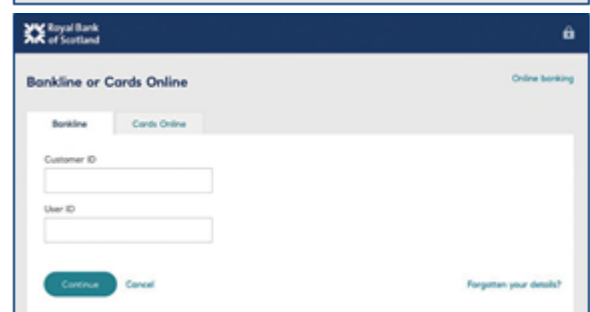 Royal Bank
of Scotland
Bankline or Cards Online
Online banking
Bankline
Cards Online
Customer ID
User ID
Continue
Cancel
Forgotten your details?